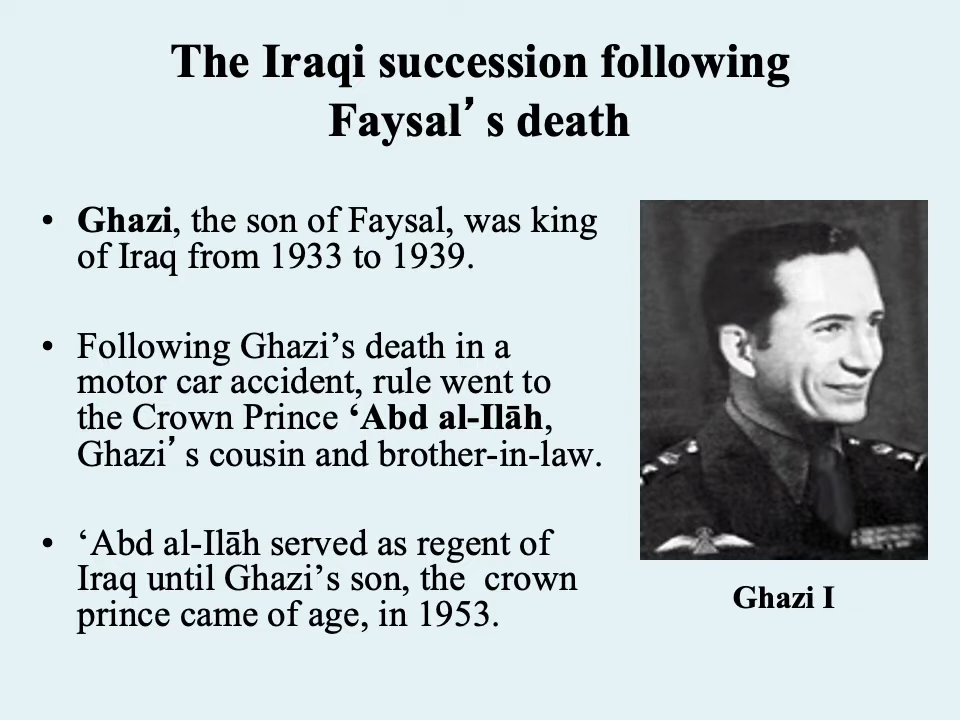 The Iraqi succession following
Faysal’ s death
• Ghazi, the son of Faysal, was king
of Iraq from 1933 to 1939.
• Following Ghazi’s death in a
motor car accident, rule went to
the Crown Prince ‘Abd al-Ilāh,
Ghazi’ s cousin and brother-in-law.
• ‘Abd al-Ilāh served as regent of
Iraq until Ghazi’s son, the  crown
prince came of age, in 1953.
Ghazi I